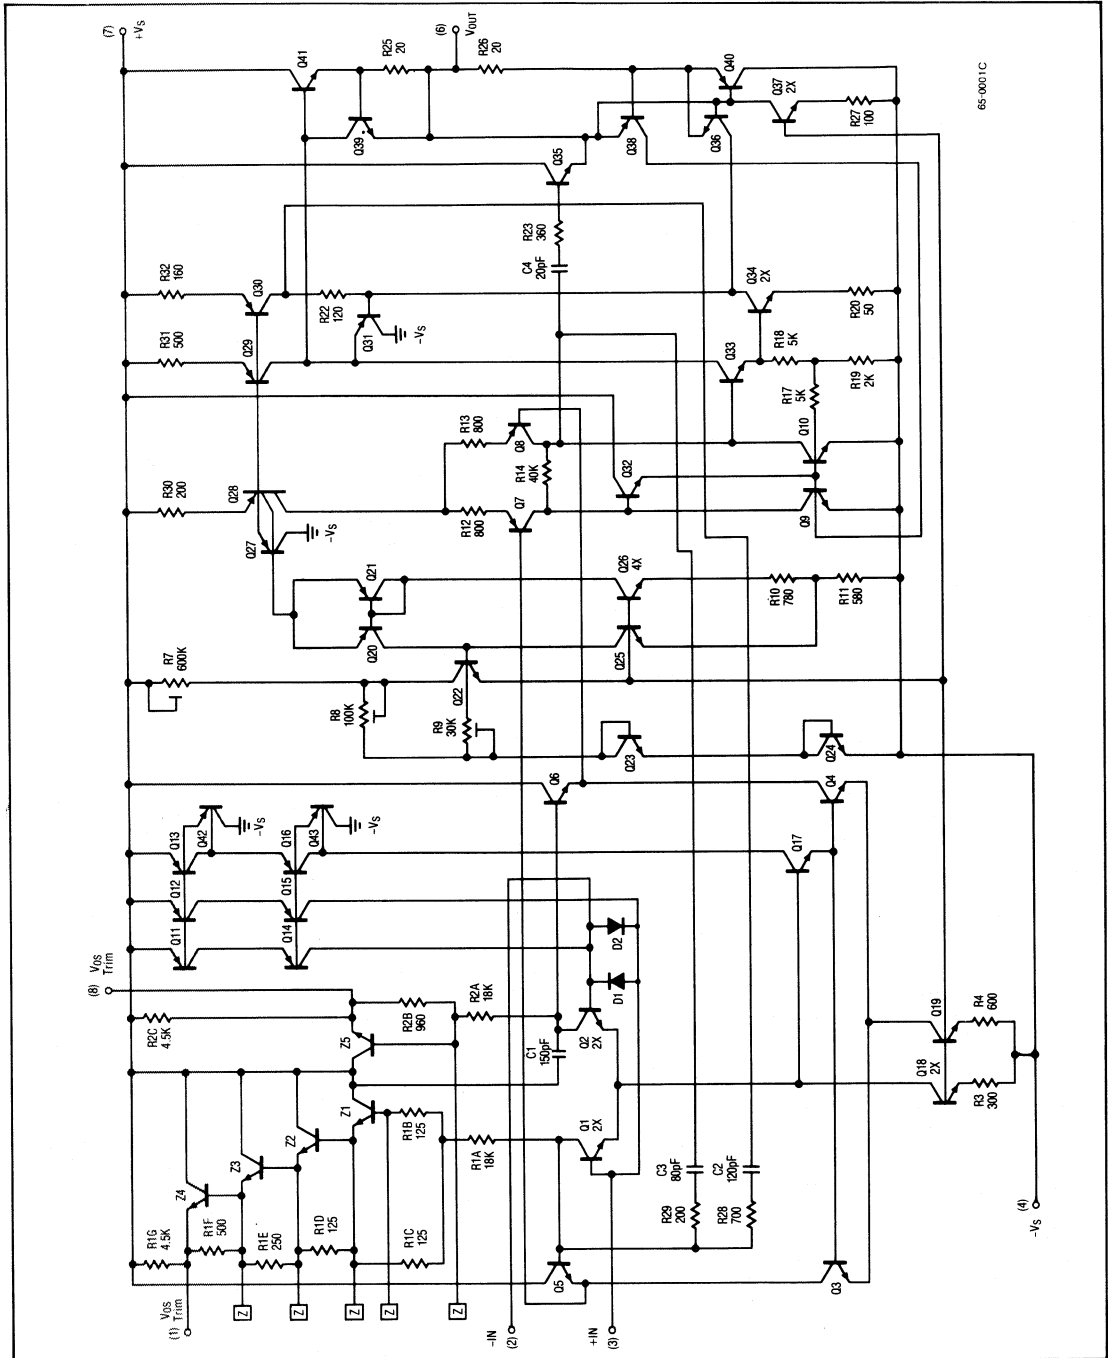 (7)
+VS
(6)
VOUT
Q41
R25
20
R26
20
Q40
Q37
2X
R27
100
65-0001C
Q39
Q38
Q36
Q35
R23
360
C4
20pF
R32
160
Q30
R22
120
Q31
-VS
Q34
2X
R20
50
R31
500
Q29
Q33
R18
5K
R17
5K
R19
2K
R13
800
Q8
R14
40K
Q10
Q32
R30
200
Q28
Q27
-VS
R12
800
Q7
Q9
Q21
Q20
Q26
4X
Q25
R10
780
R11
580
R7
600K
R8
100K
Q22
R9
30K
Q23
Q24
Q6
Q4
Q13
Q42
-VS
Q16
Q43
-VS
Q12
Q15
Q17
Q11
Q14
D2
D1
(8)
VOS
Trim
R2C
4.5K
R2B
960
R2A
18K
Z5
C1
150pF
Q2
2X
Q19
R4
600
Q18
2X
R3
300
Z1
R1B
125
Z2
Z3
Z4
R1A
18K
Q1
2X
C3
80pF
C2
120pF
R29
200
R28
700
R1G
4.5K
R1F
500
R1E
250
R1D
125
R1C
125
Q5
Q3
(4)
-VS
(1)
VOS
Trim
Z
Z
Z
Z
Z
-IN
(2)
+IN
(3)